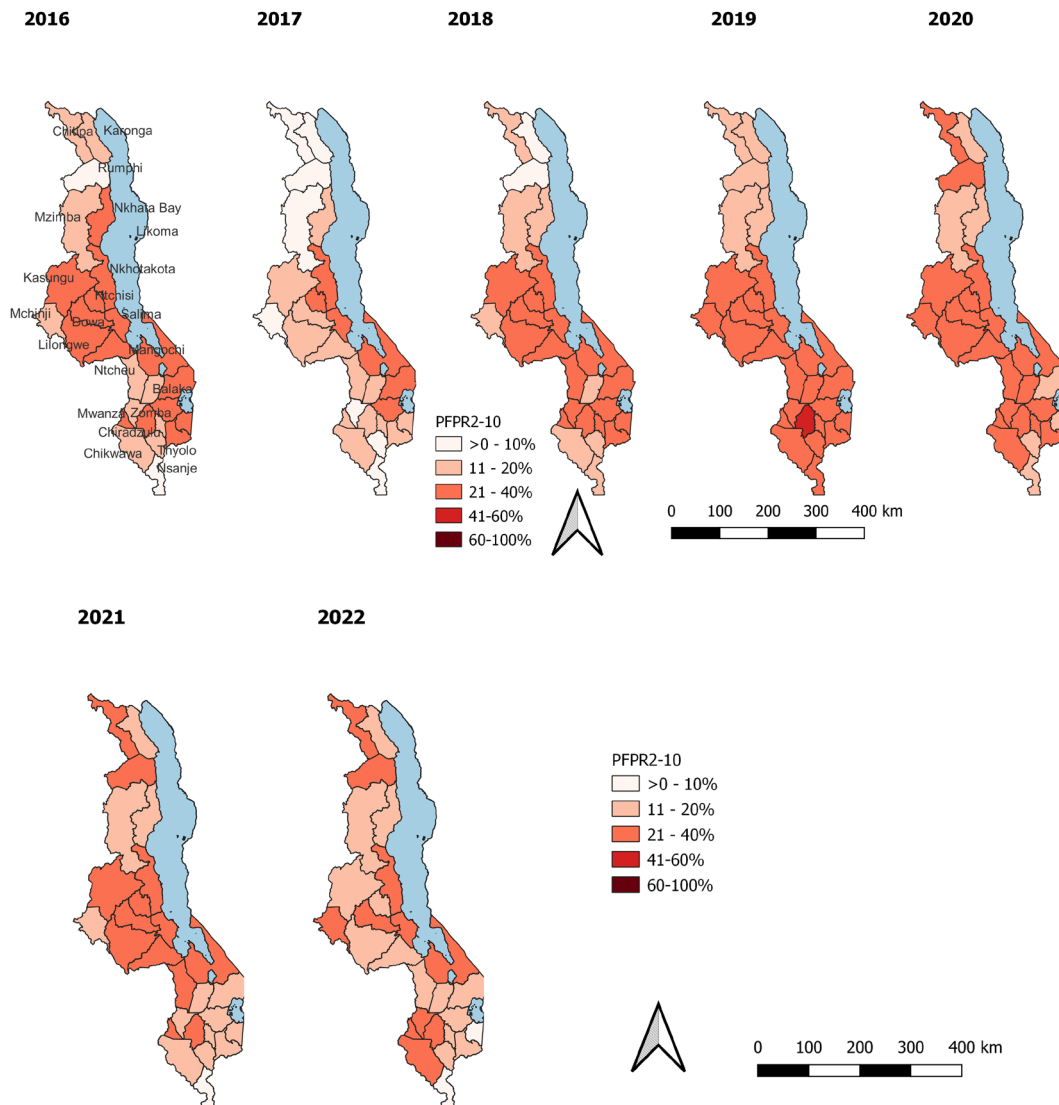 2016
2017
2018
2019
2020
Chitipa
Karonga
Rumphi
Nkhata Bay
Mzimba
Likoma
Nkhotakota
Kasungu
Ntchisi
Mchinji
Salima
Dowa
Lilongwe
Mangochi
Ntcheu
Balaka
Mwanza
Zomba
Chiradzulu
Thyolo
Chikwawa
Nsanje
PFPR2-10
>0 - 10%
11 - 20%
21 - 40%
41-60%
60-100%
0 100 200 300 400 km
2021
2022
PFPR2-10
>0 - 10%
11 - 20%
21 - 40%
41-60%
60-100%
0 100 200 300 400 km